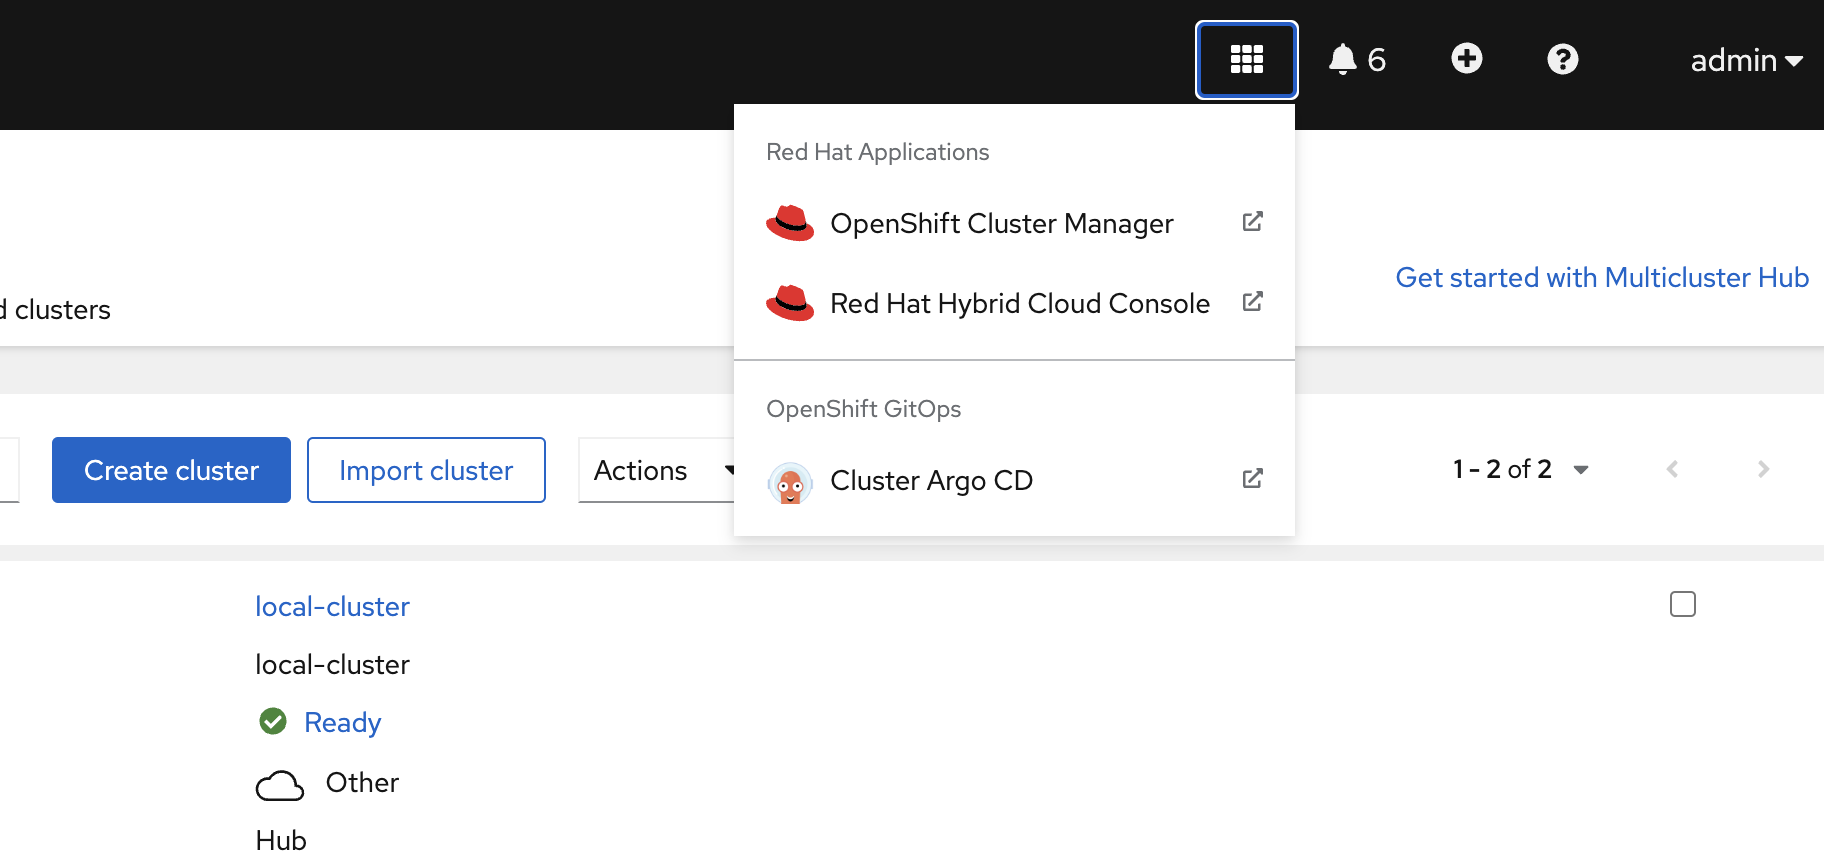 6
admin
Red Hat Applications
OpenShift Cluster Manager
Red Hat Hybrid Cloud Console
Get started with Multicluster Hub
d clusters
OpenShift GitOps
Cluster Argo CD
Create cluster
Import cluster
Actions
1 - 2 of 2
local-cluster
local-cluster
Ready
Other
Hub